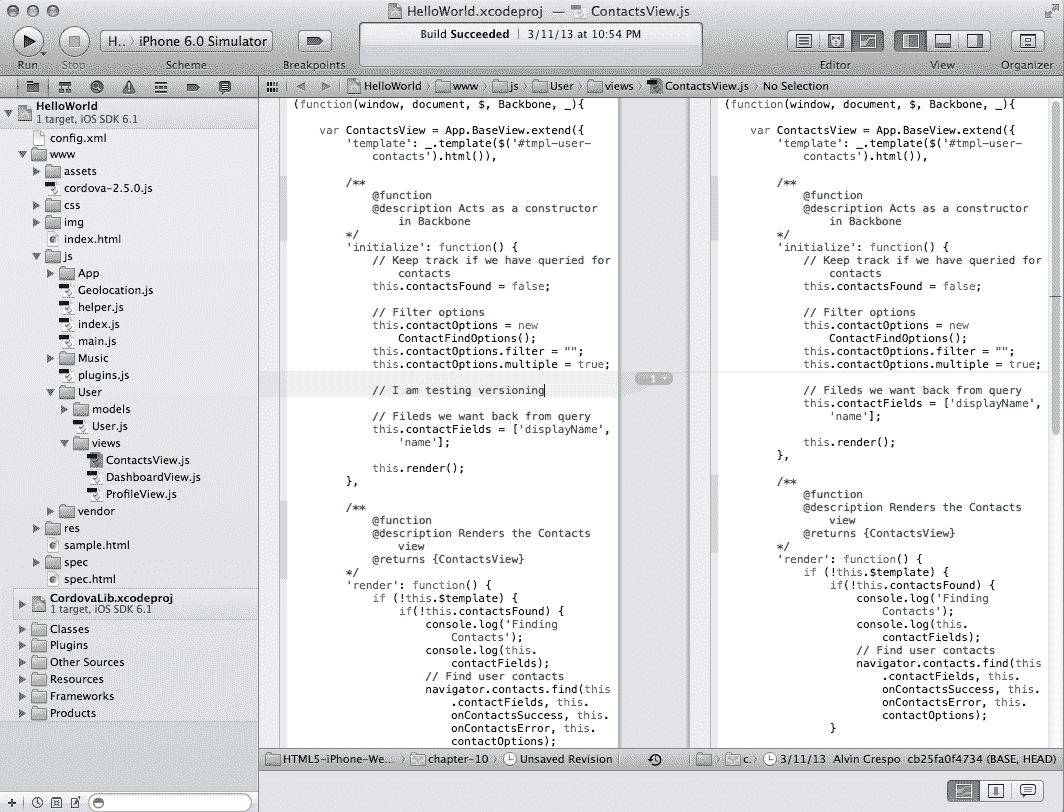 HelloWorld.xcodeproj — ContactsView.js
H.. 〉 iPhone 6.0 Simulator
Build Succeeded | 3/11/13 at 10:54 PM
Run Stop Scheme Breakpoints Editor View Organizer
HelloWorld 〉 www 〉 js 〉 User 〉 views 〉 ContactsView.js 〉 No Selection
HelloWorld
1 target, iOS SDK 6.1
config.xml
www
assets
cordova-2.5.0.js
css
img
index.html
js
App
Geolocation.js
helper.js
index.js
main.js
Music
plugins.js
User
models
User.js
views
ContactsView.js
DashboardView.js
ProfileView.js
vendor
res
sample.html
spec
spec.html
CordovaLib.xcodeproj
1 target, iOS SDK 6.1
Classes
Plugins
Other Sources
Resources
Frameworks
Products
(function(window, document, $, Backbone, _){
var ContactsView = App.BaseView.extend({
'template': _.template($('#tmpl-user-
contacts').html()),
/**
@function
@description Acts as a constructor
in Backbone
*/
'initialize': function() {
// Keep track if we have queried for
contacts
this.contactsFound = false;
// Filter options
this.contactOptions = new
ContactFindOptions();
this.contactOptions.filter = "";
this.contactOptions.multiple = true;
// I am testing versioning
// Fileds we want back from query
this.contactFields = ['displayName',
'name'];
this.render();
},
/**
@function
@description Renders the Contacts
view
@returns {ContactsView}
*/
'render': function() {
if (!this.$template) {
if(!this.contactsFound) {
console.log('Finding
Contacts');
console.log(this.
contactFields);
// Find user contacts
navigator.contacts.find(this
.contactFields, this.
onContactsSuccess, this.
onContactsError, this.
contactOptions);
1
(function(window, document, $, Backbone, _){
var ContactsView = App.BaseView.extend({
'template': _.template($('#tmpl-user-
contacts').html()),
/**
@function
@description Acts as a constructor
in Backbone
*/
'initialize': function() {
// Keep track if we have queried for
contacts
this.contactsFound = false;
// Filter options
this.contactOptions = new
ContactFindOptions();
this.contactOptions.filter = "";
this.contactOptions.multiple = true;
// Fileds we want back from query
this.contactFields = ['displayName',
'name'];
this.render();
},
/**
@function
@description Renders the Contacts
view
@returns {ContactsView}
*/
'render': function() {
if (!this.$template) {
if(!this.contactsFound) {
console.log('Finding
Contacts');
console.log(this.
contactFields);
// Find user contacts
navigator.contacts.find(this
.contactFields, this.
onContactsSuccess, this.
onContactsError, this.
contactOptions);
}
HTML5-iPhone-We... 〉 chapter-10 〉 Unsaved Revision
〉 c. 〉 3/11/13 Alvin Crespo cb25fa0f4734 (BASE, HEAD)